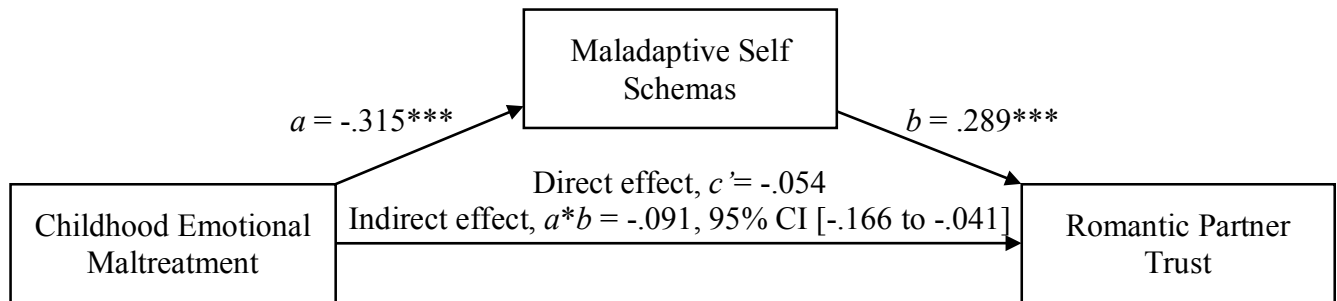 Maladaptive Self
Schemas
a = -.315***
b = .289***
Direct effect, c’= -.054
Indirect effect, a*b = -.091, 95% CI [-.166 to -.041]
Childhood Emotional
Maltreatment
Romantic Partner
Trust